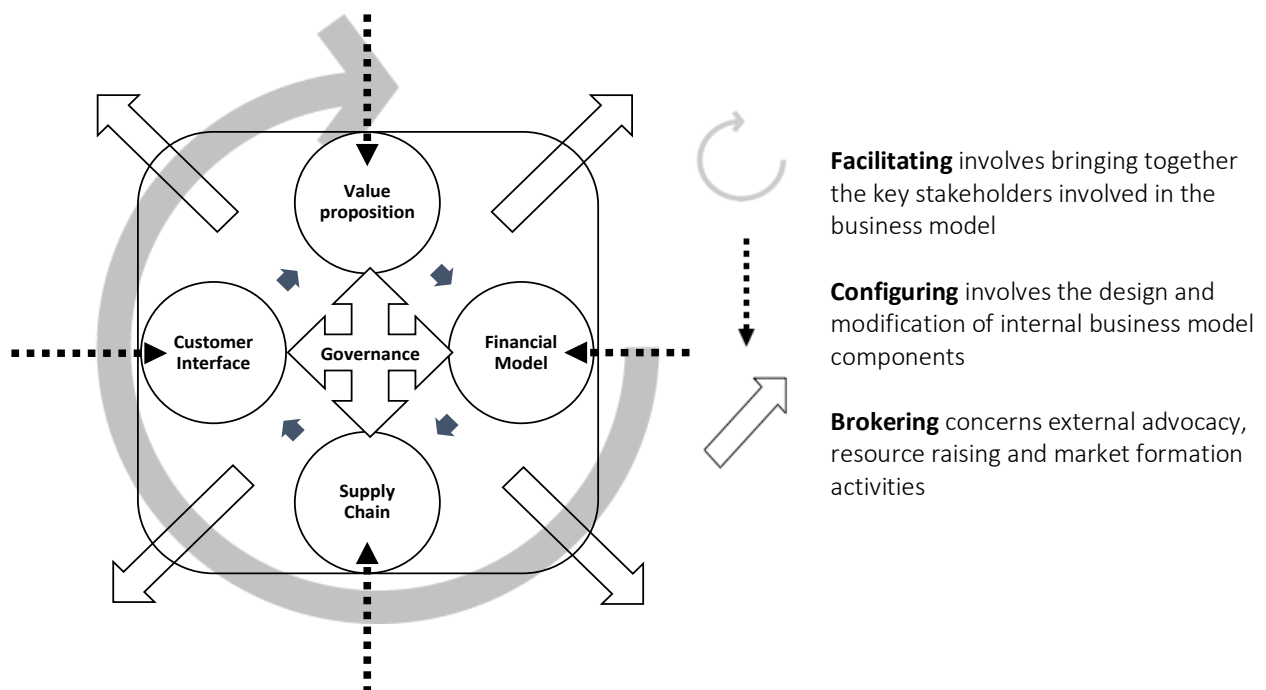 Value
proposition
Customer
Interface
Governance
Financial
Model
Supply
Chain
Facilitating involves bringing together
the key stakeholders involved in the
business model
Configuring involves the design and
modification of internal business model
components
Brokering concerns external advocacy,
resource raising and market formation
activities